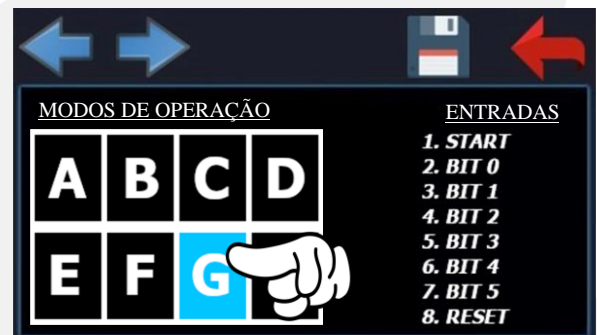 MODOS DE OPERAÇÃO
A B C D
E F G
ENTRADAS
1. START
2. BIT 0
3. BIT 1
4. BIT 2
5. BIT 3
6. BIT 4
7. BIT 5
8. RESET